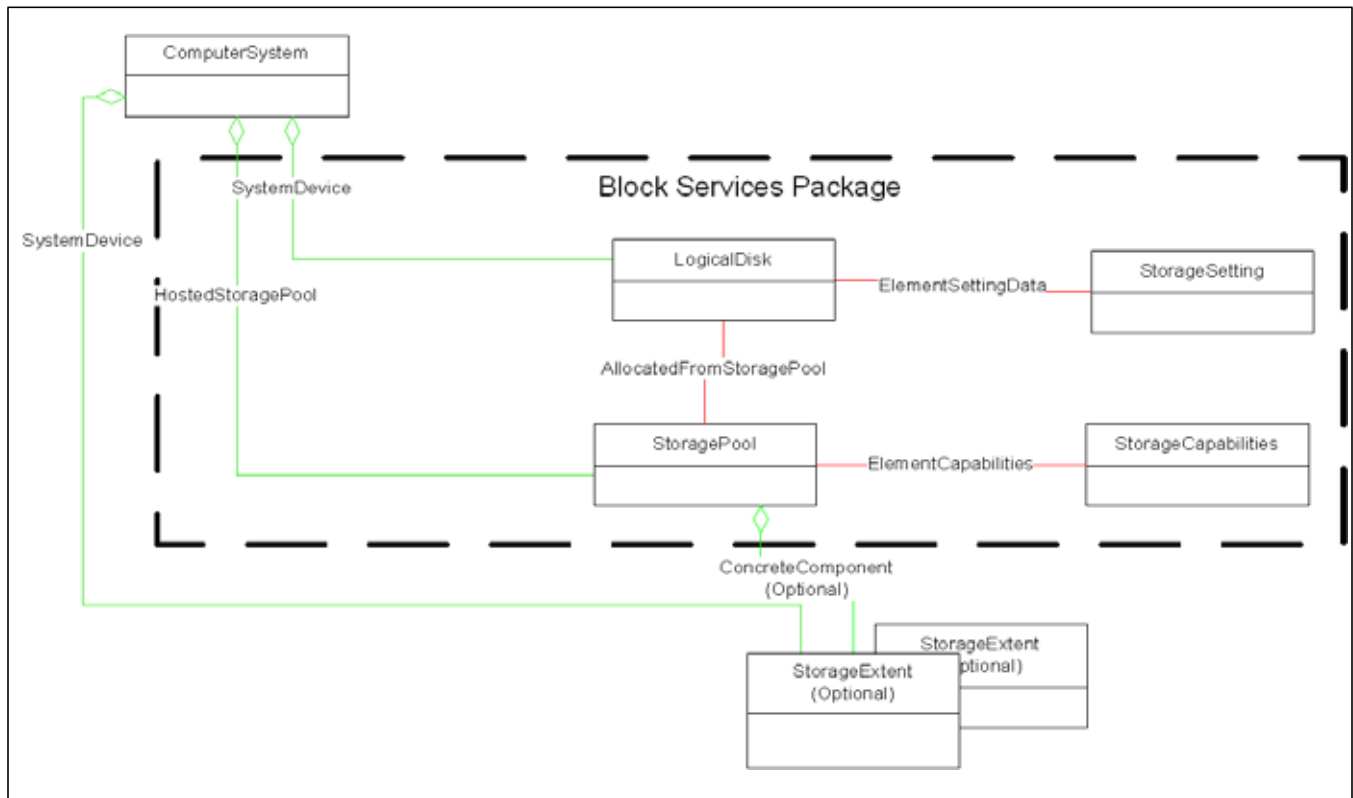 ComputerSystem
Block Services Package
SystemDevice
SystemDevice
HostedStoragePool
LogicalDisk
ElementSettingData
StorageSetting
AllocatedFromStoragePool
StoragePool
ElementCapabilities
StorageCapabilities
ConcreteComponent
(Optional)
StorageExtent
StorageExtent
(Optional)